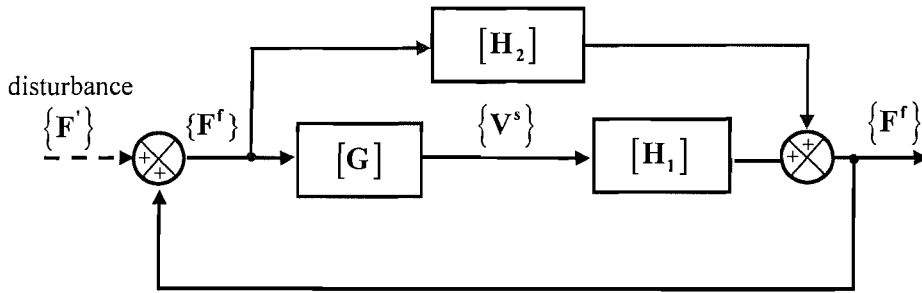 [H₂]
disturbance
{F'}
{Fᶠ}
{Vˢ}
{Fᶠ}
+ +
+
[G]
[H₁]
+
+